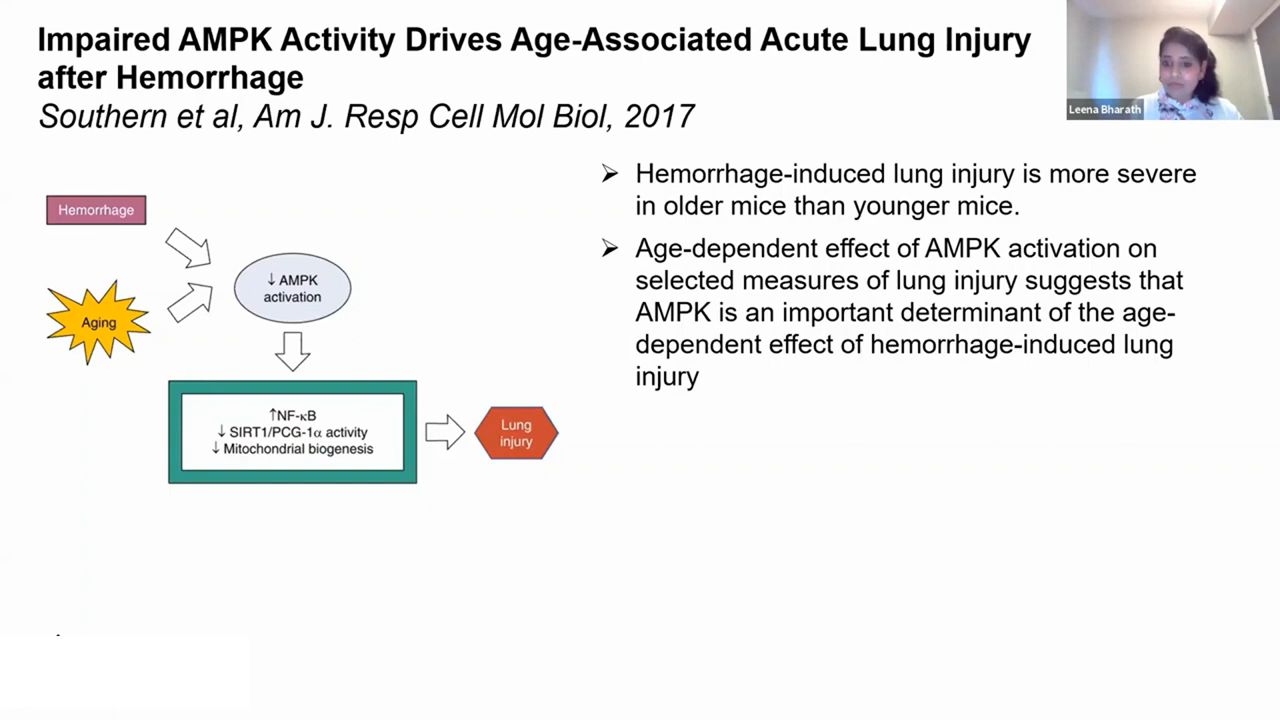 Impaired AMPK Activity Drives Age-Associated Acute Lung Injury
after Hemorrhage
Southern et al, Am J. Resp Cell Mol Biol, 2017
Leena Bharath
Hemorrhage
Aging
↓ AMPK
activation
↑NF-κB
↓ SIRT1/PCG-1α activity
↓ Mitochondrial biogenesis
Lung
injury
➢ Hemorrhage-induced lung injury is more severe
in older mice than younger mice.
➢ Age-dependent effect of AMPK activation on
selected measures of lung injury suggests that
AMPK is an important determinant of the age-
dependent effect of hemorrhage-induced lung
injury